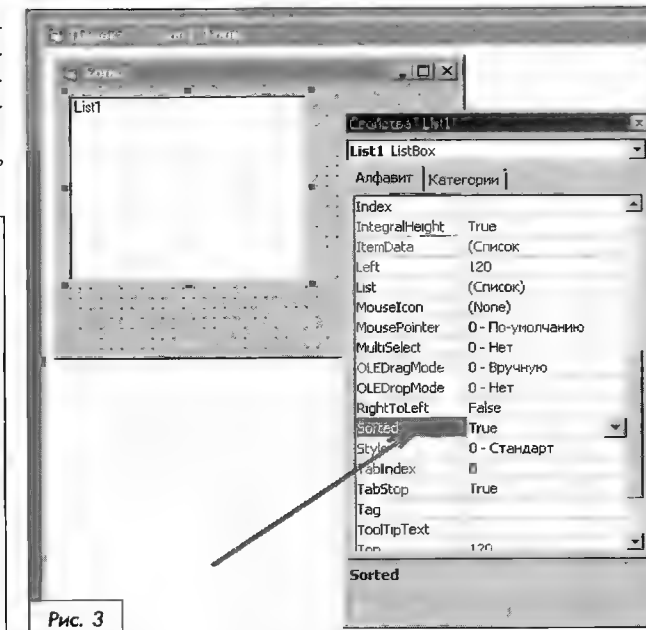 List1
Свойства List1
List1 ListBox
Алфавит Категории
Index
IntegralHeight True
ItemData (Список
Left 120
List (Список)
MouseIcon (None)
MousePointer 0 - По-умолчанию
MultiSelect 0 - Нет
OLEDragMode 0 - Вручную
OLEDropMode 0 - Нет
RightToLeft False
Sorted True
Style 0 - Стандарт
TabIndex
TabStop True
Tag
ToolTipText
Top 120
Sorted
Рис. 3